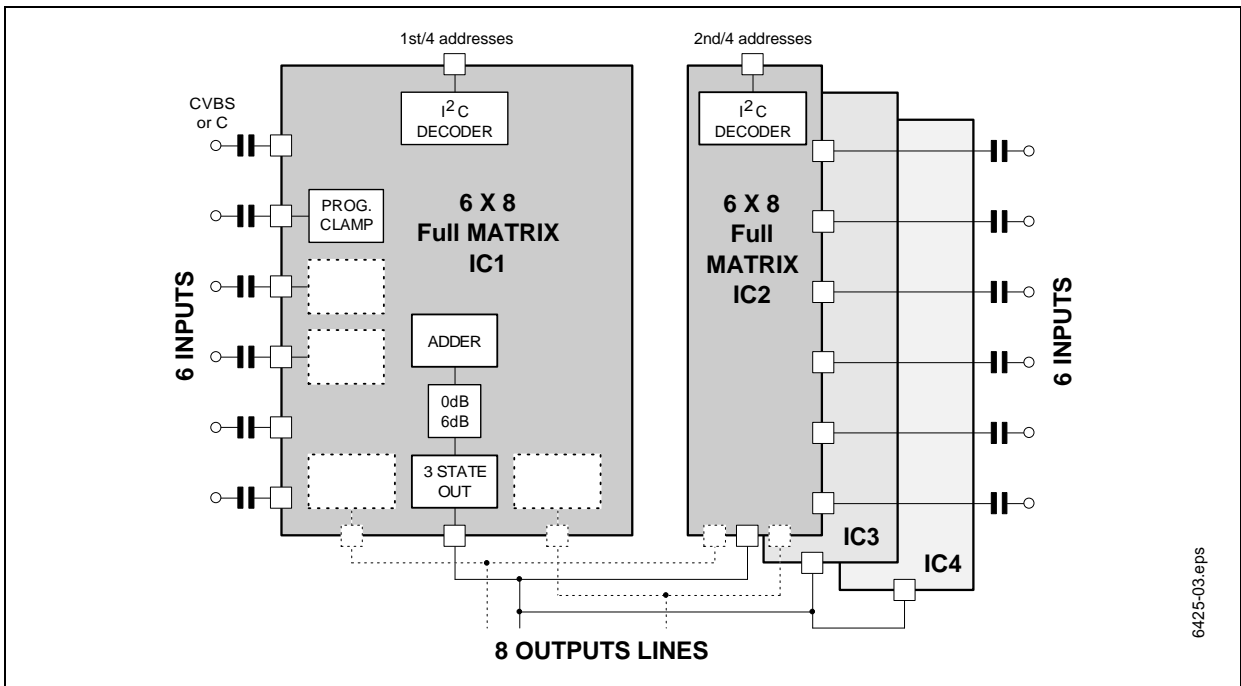 1st/4 addresses
2nd/4 addresses
CVBS
or C
I2C
DECODER
I2C
DECODER
PROG.
CLAMP
6 X 8
Full MATRIX
IC1
6 X 8
Full
MATRIX
IC2
6 INPUTS
6 INPUTS
ADDER
0dB
6dB
3 STATE
OUT
IC3
IC4
8 OUTPUTS LINES
6425-03.eps